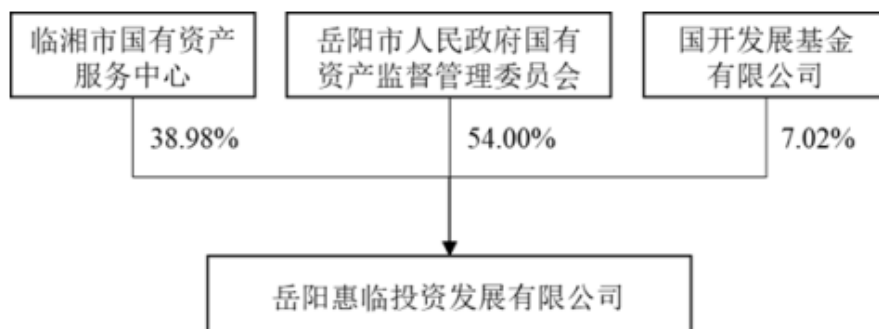 临湘市国有资产
服务中心
岳阳市人民政府国有
资产监督管理委员会
国开发展基金
有限公司
38.98%
54.00%
7.02%
岳阳惠临投资发展有限公司